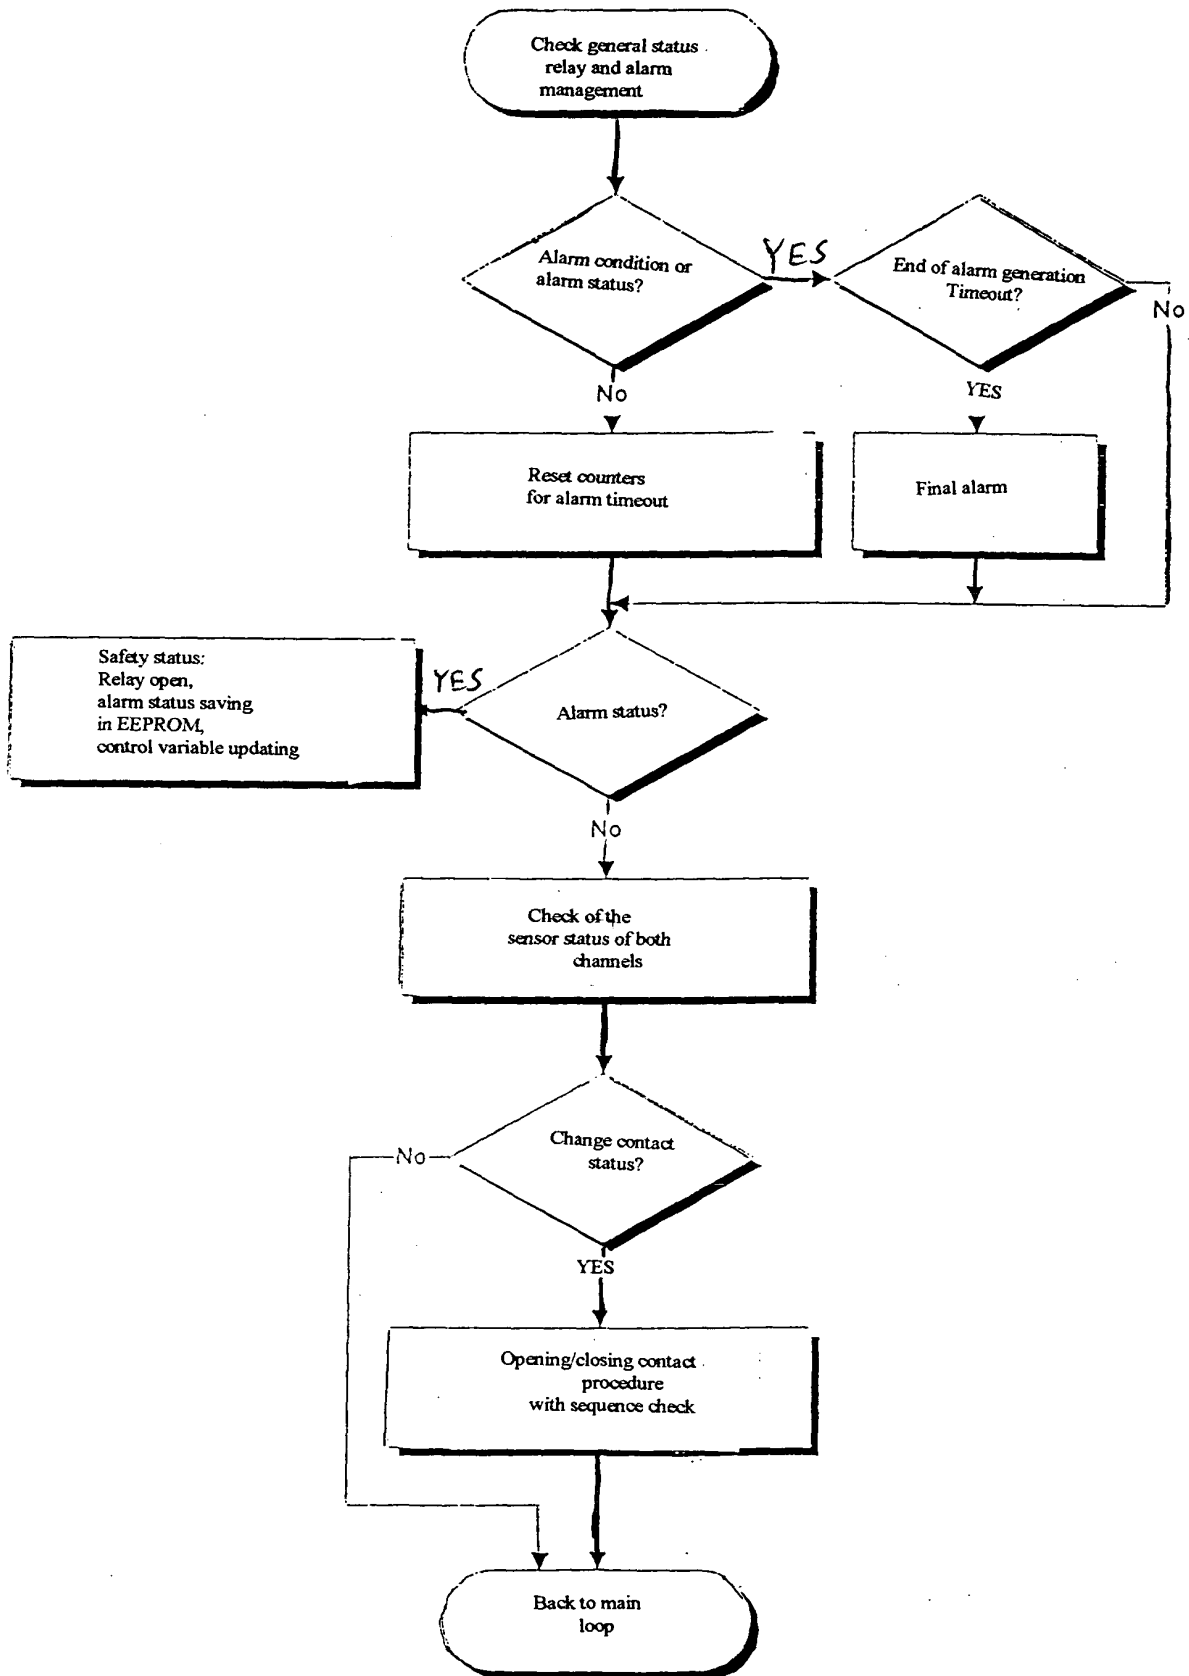 Check general status
relay and alarm
management
Alarm condition or
alarm status?
YES
End of alarm generation
Timeout?
No
No
YES
Reset counters
for alarm timeout
Final alarm
Safety status:
Relay open,
alarm status saving
in EEPROM,
control variable updating
YES
Alarm status?
No
Check of the
sensor status of both
channels
Change contact
status?
No
YES
Opening/closing contact
procedure
with sequence check
Back to main
loop